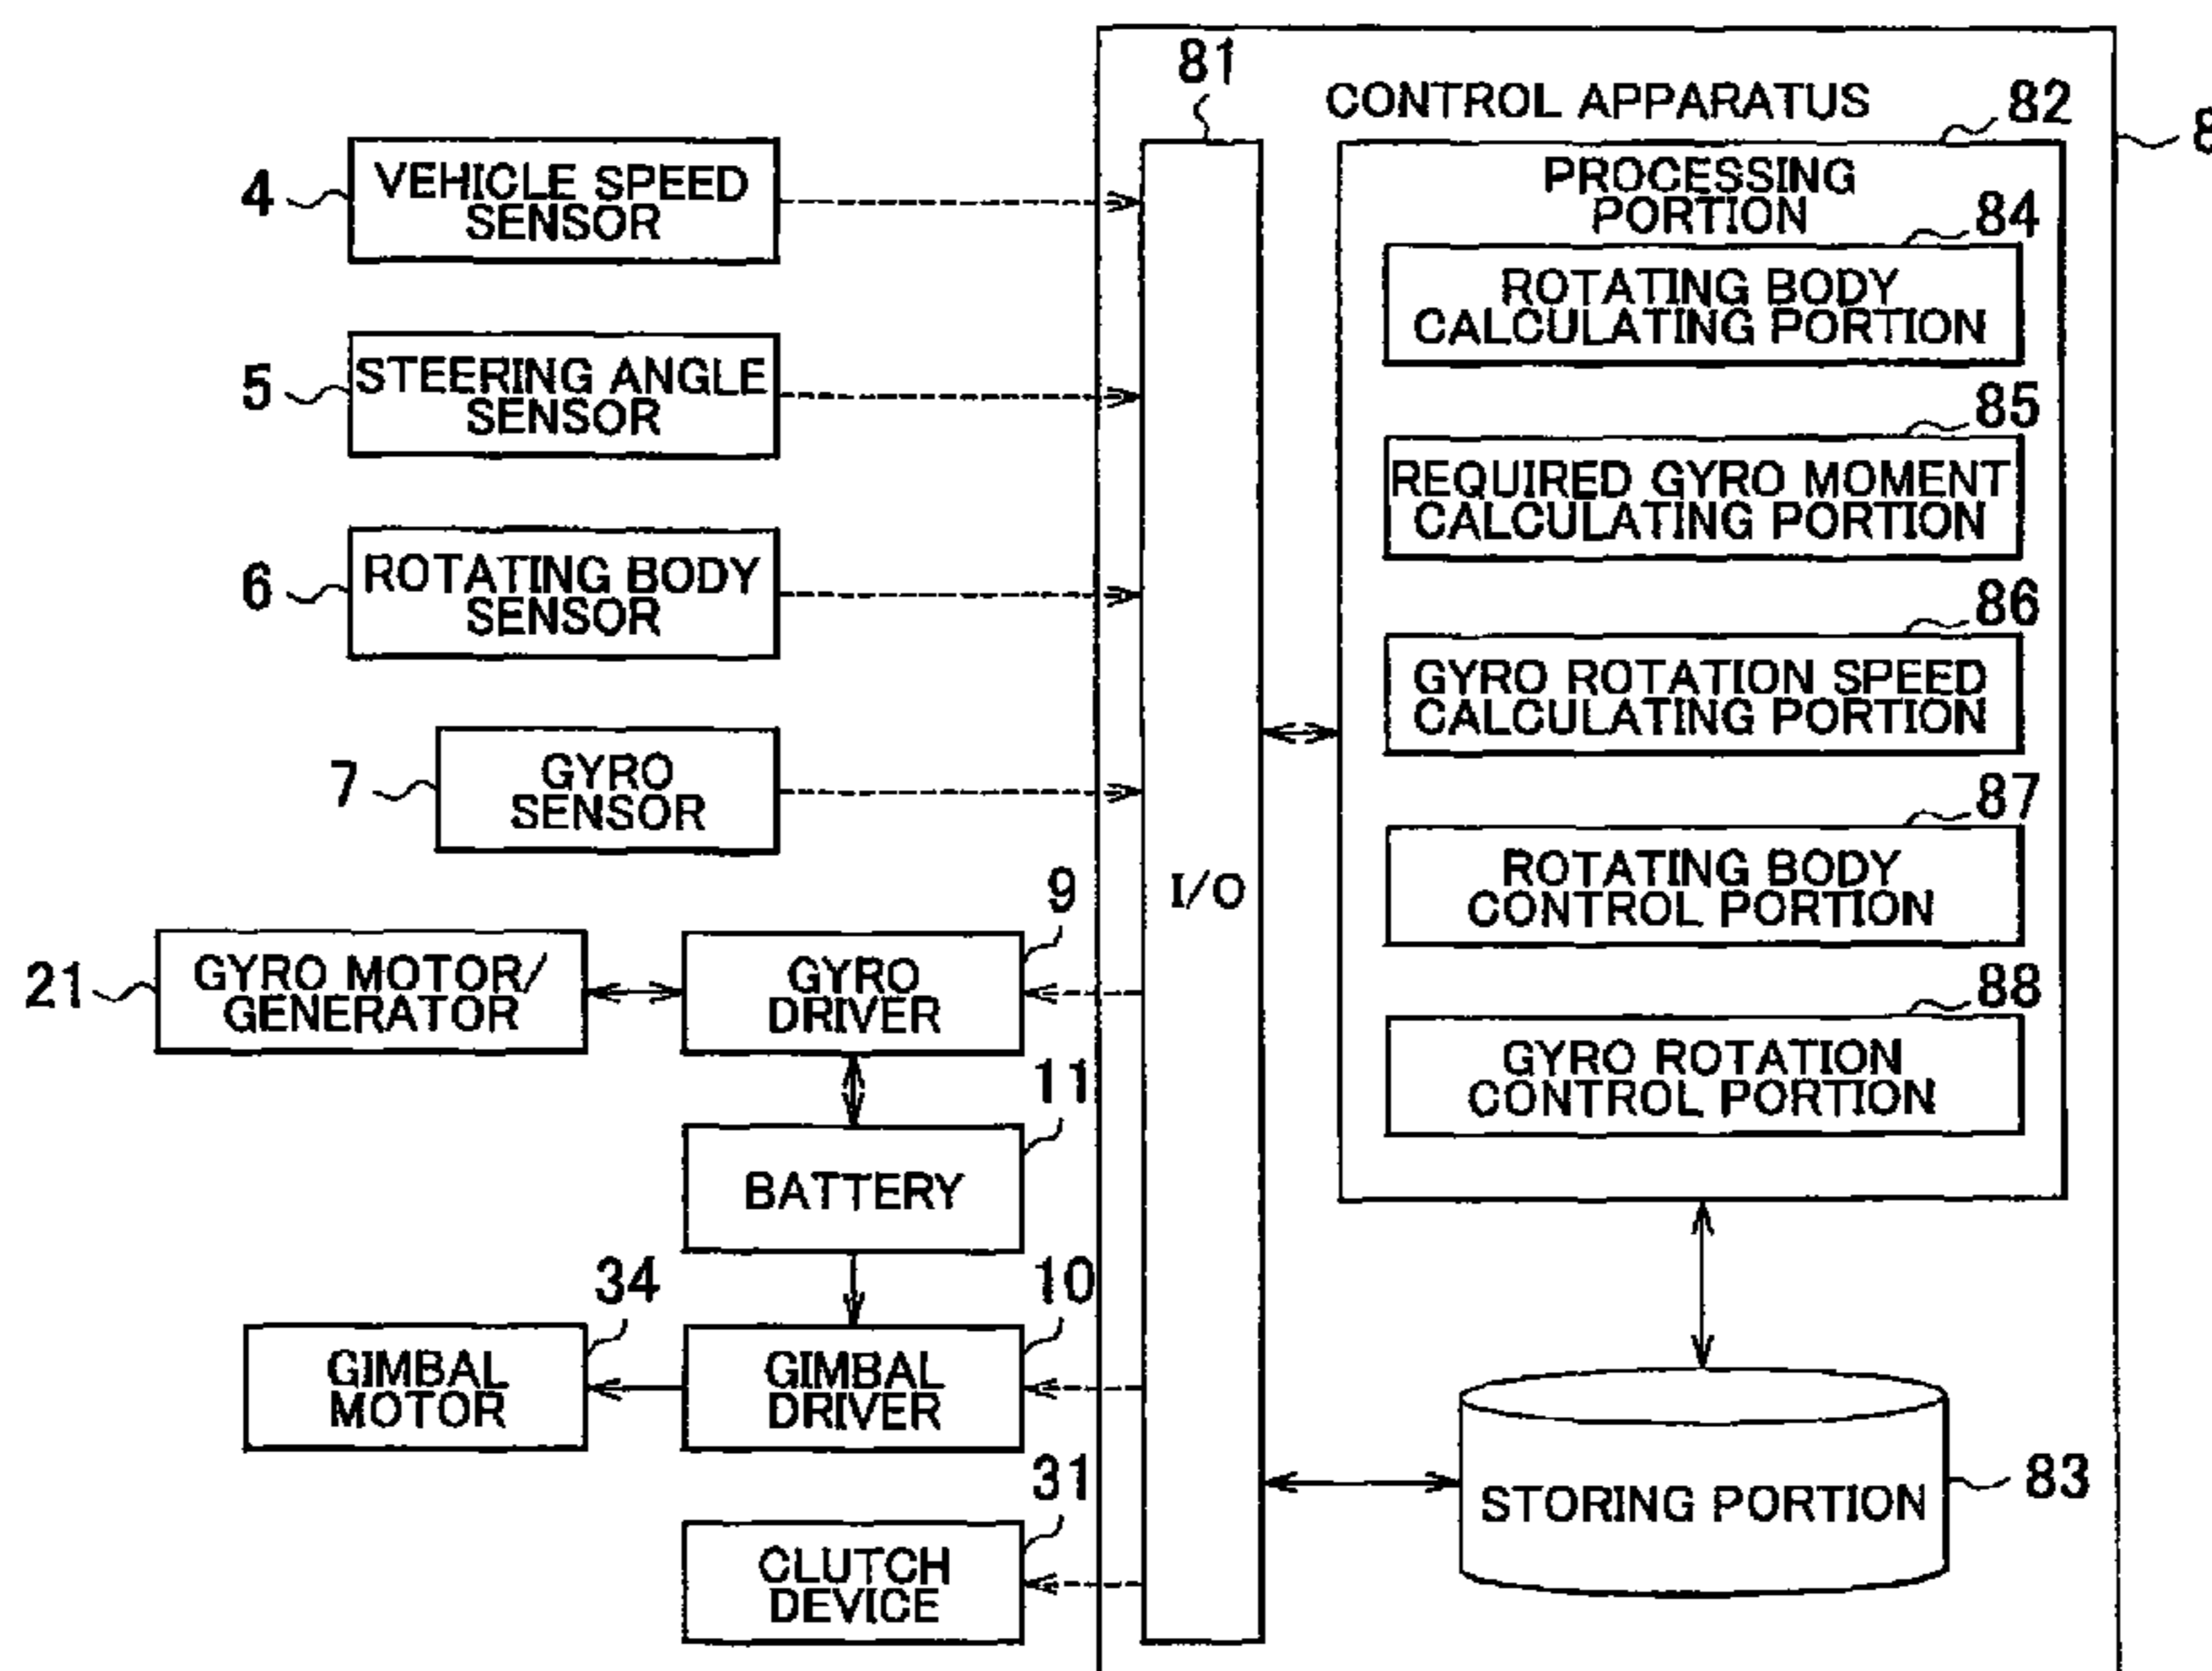 81
CONTROL APPARATUS
82
8
4
VEHICLE SPEED
SENSOR
PROCESSING
PORTION
84
ROTATING BODY
CALCULATING PORTION
5
STEERING ANGLE
SENSOR
85
REQUIRED GYRO MOMENT
CALCULATING PORTION
6
ROTATING BODY
SENSOR
86
GYRO ROTATION SPEED
CALCULATING PORTION
7
GYRO
SENSOR
87
ROTATING BODY
CONTROL PORTION
I/O
9
21
GYRO MOTOR/
GENERATOR
GYRO
DRIVER
88
GYRO ROTATION
CONTROL PORTION
11
BATTERY
34
10
GIMBAL
MOTOR
GIMBAL
DRIVER
31
CLUTCH
DEVICE
STORING PORTION
83